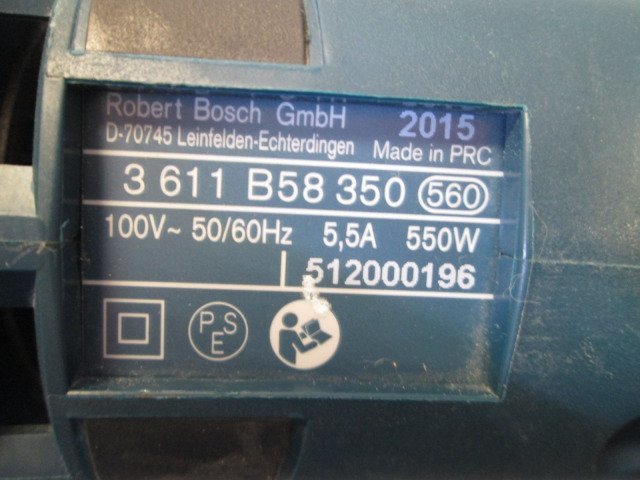 Robert Bosch GmbH 2015
D-70745 Leinfelden-Echterdingen Made in PRC
3 611 B58 350 560
100V~ 50/60Hz 5,5A 550W
512000196
PSE